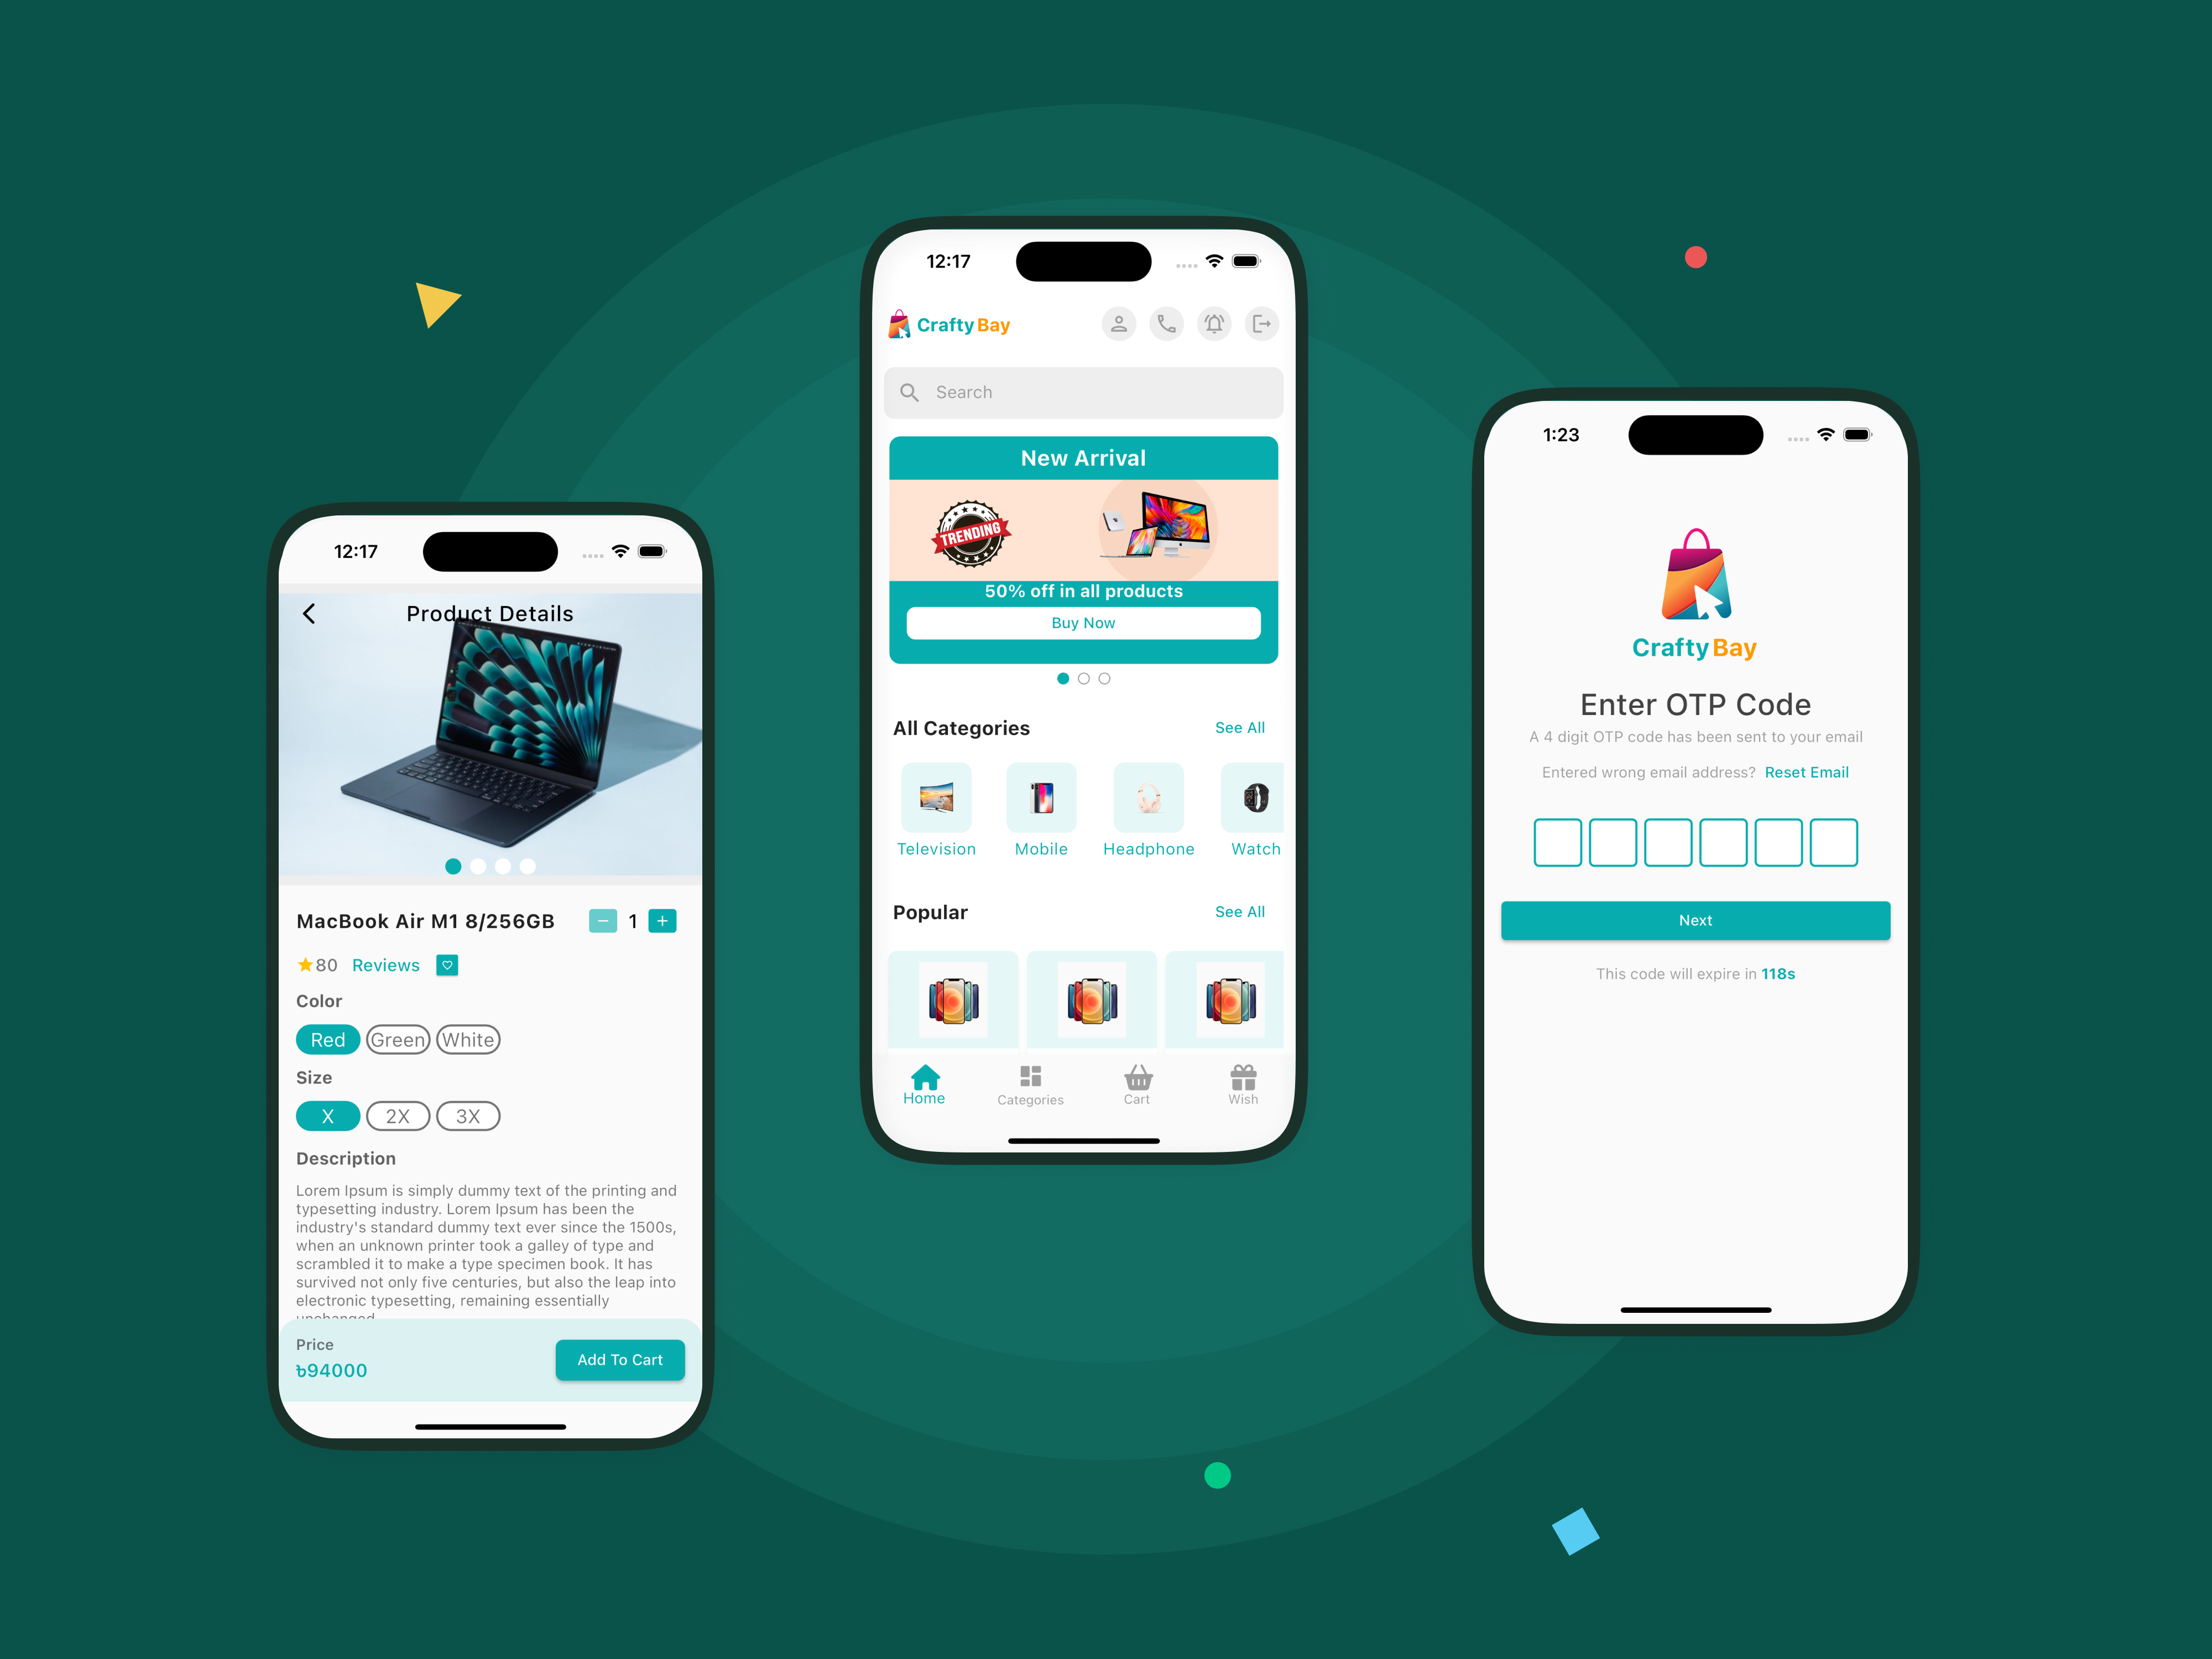 12:17
Product Details
MacBook Air M1 8/256GB
1
80 Reviews
Color
Red Green White
Size
X 2X 3X
Description
Lorem Ipsum is simply dummy text of the printing and
typesetting industry. Lorem Ipsum has been the
industry's standard dummy text ever since the 1500s,
when an unknown printer took a galley of type and
scrambled it to make a type specimen book. It has
survived not only five centuries, but also the leap into
electronic typesetting, remaining essentially
unchanged
Price
৳94000
Add To Cart
12:17
Crafty Bay
Search
New Arrival
TRENDING
50% off in all products
Buy Now
All Categories
See All
Television
Mobile
Headphone
Watch
Popular
See All
Home
Categories
Cart
Wish
1:23
Crafty Bay
Enter OTP Code
A 4 digit OTP code has been sent to your email
Entered wrong email address? Reset Email
Next
This code will expire in 118s